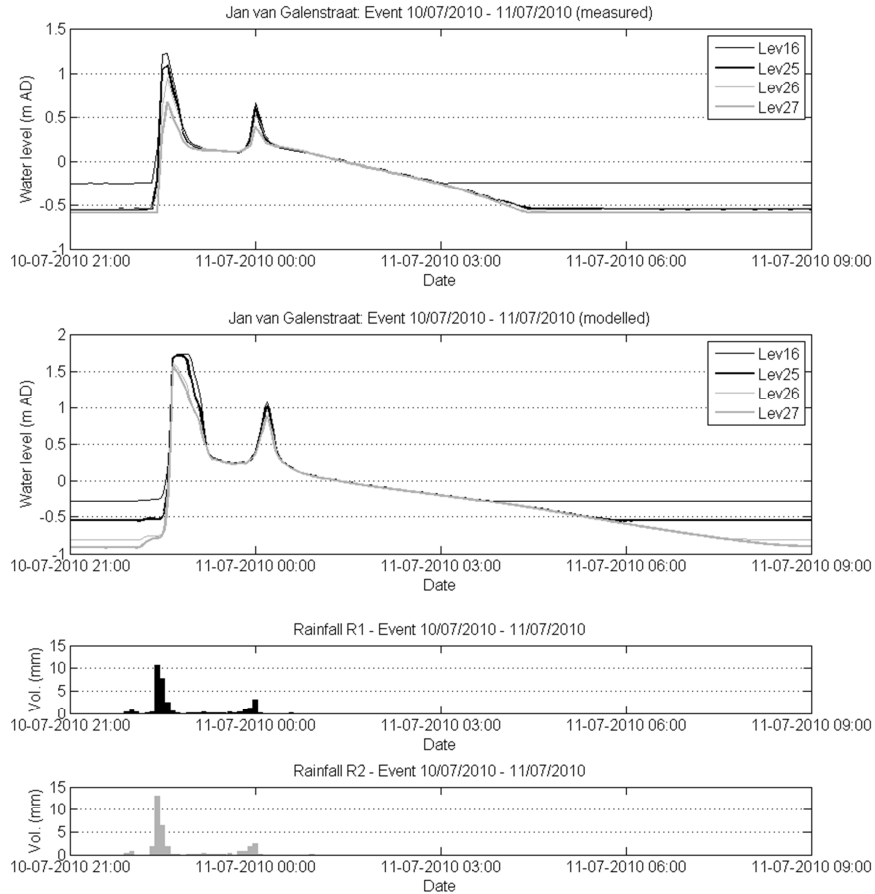 Jan van Galenstraat: Event 10/07/2010 - 11/07/2010 (measured)
Water level (m AD)
1.5
1
0.5
0
-0.5
-1
Lev16
Lev25
Lev26
Lev27
10-07-2010 21:00 11-07-2010 00:00 11-07-2010 03:00 11-07-2010 06:00 11-07-2010 09:00
Date
Jan van Galenstraat: Event 10/07/2010 - 11/07/2010 (modelled)
Water level (m AD)
2
1.5
1
0.5
0
-0.5
-1
Lev16
Lev25
Lev26
Lev27
10-07-2010 21:00 11-07-2010 00:00 11-07-2010 03:00 11-07-2010 06:00 11-07-2010 09:00
Date
Rainfall R1 - Event 10/07/2010 - 11/07/2010
Vol. (mm)
15
10
5
0
10-07-2010 21:00 11-07-2010 00:00 11-07-2010 03:00 11-07-2010 06:00 11-07-2010 09:00
Date
Rainfall R2 - Event 10/07/2010 - 11/07/2010
Vol. (mm)
15
10
5
0
10-07-2010 21:00 11-07-2010 00:00 11-07-2010 03:00 11-07-2010 06:00 11-07-2010 09:00
Date